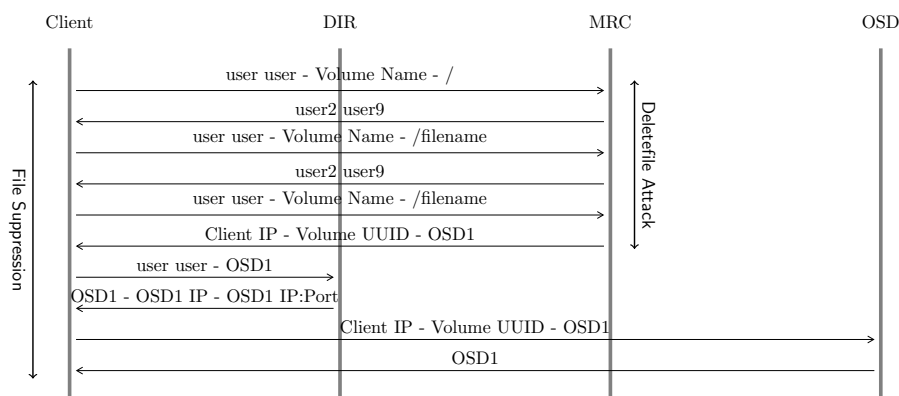 Client DIR MRC OSD
user user - Volume Name - /
user2 user9
user user - Volume Name - /filename
user2 user9
user user - Volume Name - /filename
Client IP - Volume UUID - OSD1
user user - OSD1
OSD1 - OSD1 IP - OSD1 IP:Port
Client IP - Volume UUID - OSD1
OSD1
File Suppression
Deletefile Attack